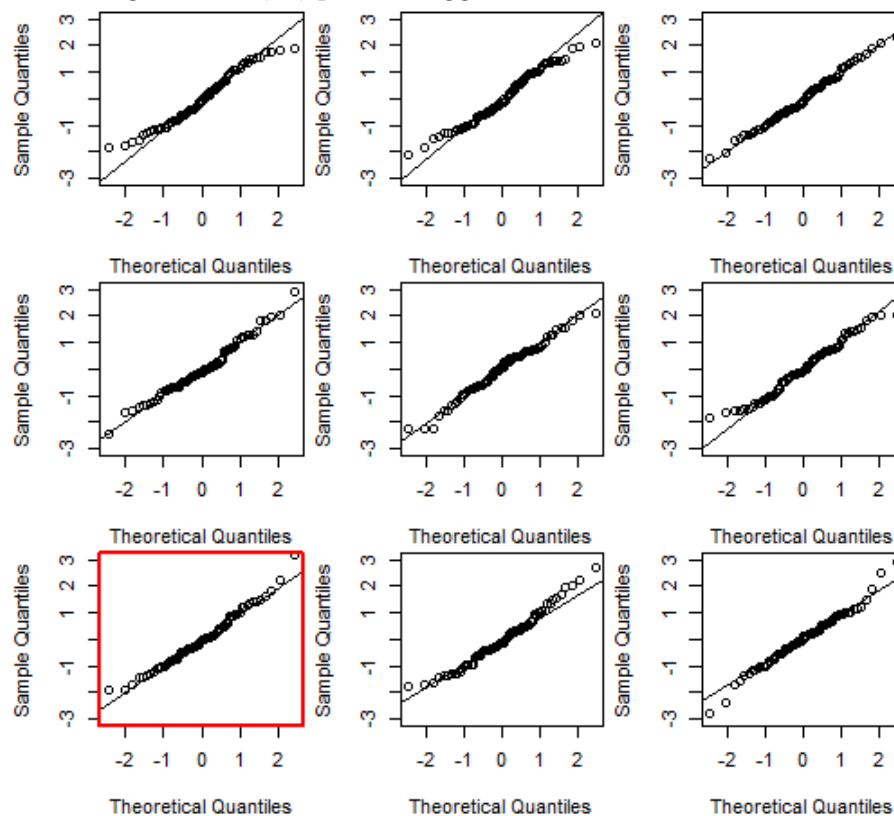 3 3 3
2 2 2
1 1 1
-1 -1 -1
-3 -3 -3
Sample Quantiles Sample Quantiles Sample Quantiles
-2 -1 0 1 2 -2 -1 0 1 2 -2 -1 0 1 2
Theoretical Quantiles Theoretical Quantiles Theoretical Quantiles
3 3 3
2 2 2
1 1 1
-1 -1 -1
-3 -3 -3
Sample Quantiles Sample Quantiles Sample Quantiles
-2 -1 0 1 2 -2 -1 0 1 2 -2 -1 0 1 2
Theoretical Quantiles Theoretical Quantiles Theoretical Quantiles
3 3 3
2 2 2
1 1 1
-1 -1 -1
-3 -3 -3
Sample Quantiles Sample Quantiles Sample Quantiles
-2 -1 0 1 2 -2 -1 0 1 2 -2 -1 0 1 2
Theoretical Quantiles Theoretical Quantiles Theoretical Quantiles